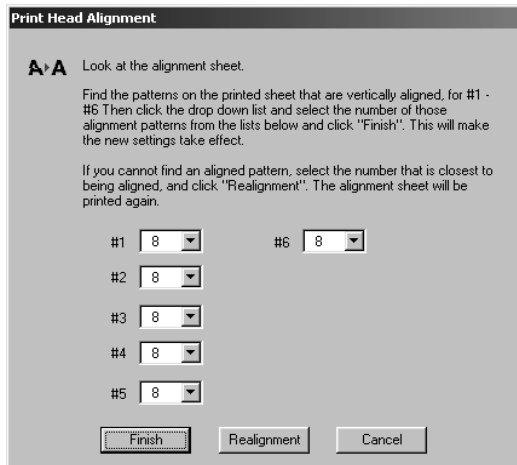 Print Head Alignment
A A Look at the alignment sheet.
Find the patterns on the printed sheet that are vertically aligned, for #1 -
#6 Then click the drop down list and select the number of those
alignment patterns from the lists below and click "Finish". This will make
the new settings take effect.
If you cannot find an aligned pattern, select the number that is closest to
being aligned, and click "Realignment". The alignment sheet will be
printed again.
#1 8 #6 8
#2 8
#3 8
#4 8
#5 8
Finish Realignment Cancel